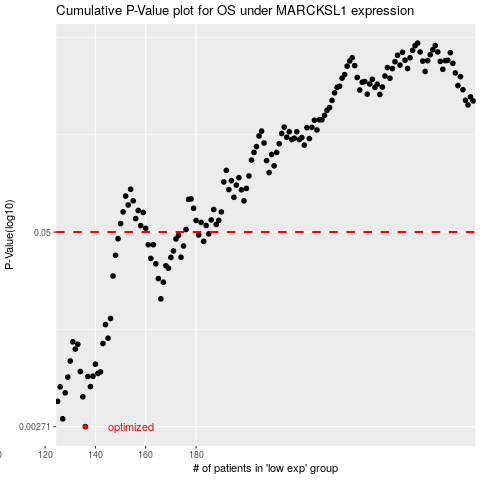 Cumulative P-Value plot for OS under MARCKSL1 expression
P-Value(log10)
0.05
0.00271
optimized
0 120 140 160 180
# of patients in 'low exp' group